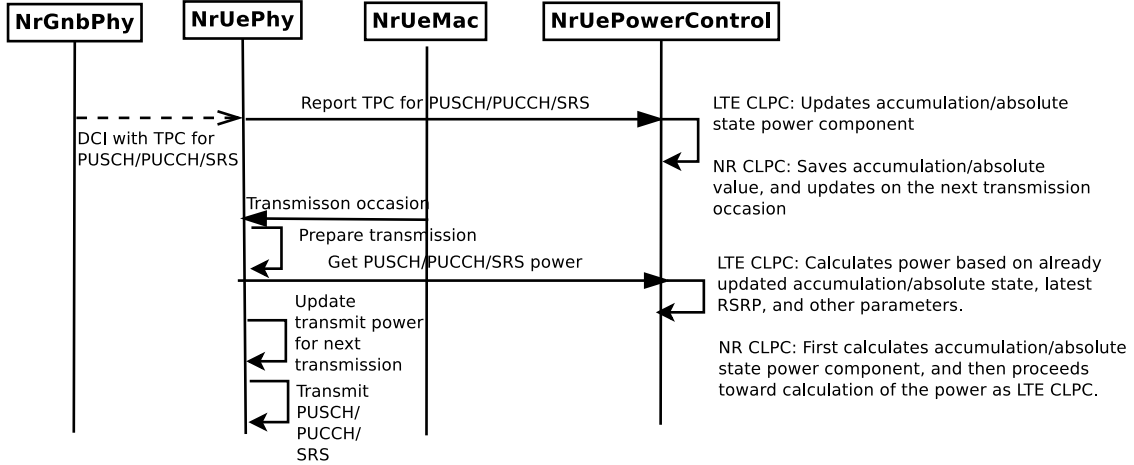 NrGnbPhy
NrUePhy
NrUeMac
NrUePowerControl
Report TPC for PUSCH/PUCCH/SRS
DCI with TPC for
PUSCH/PUCCH/SRS
LTE CLPC: Updates accumulation/absolute
state power component
NR CLPC: Saves accumulation/absolute
value, and updates on the next transmission
occasion
Transmisson occasion
Prepare transmission
Get PUSCH/PUCCH/SRS power
LTE CLPC: Calculates power based on already
updated accumulation/absolute state, latest
RSRP, and other parameters.
NR CLPC: First calculates accumulation/absolute
state power component, and then proceeds
toward calculation of the power as LTE CLPC.
Update
transmit power
for next
transmission
Transmit
PUSCH/
PUCCH/
SRS